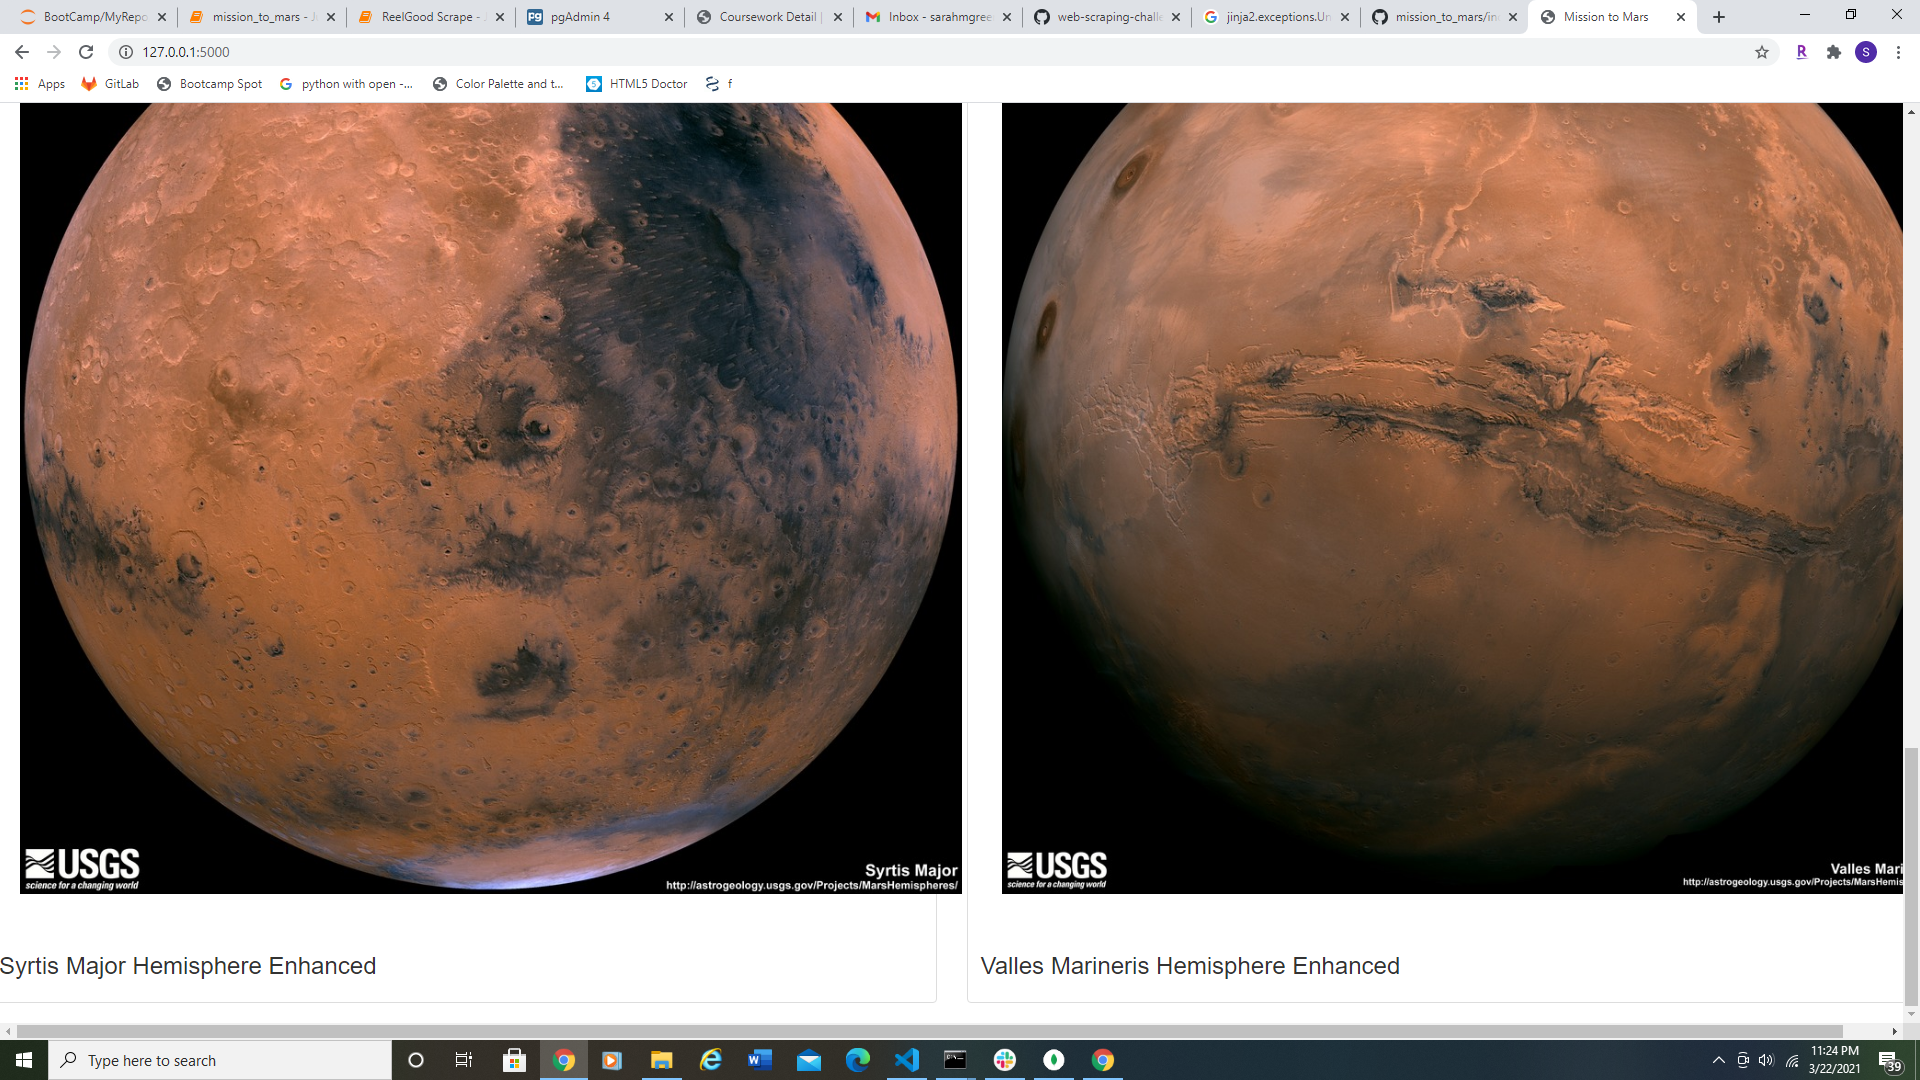 BootCamp/MyRepo
mission_to_mars - J
ReelGood Scrape - J
pgAdmin 4
Coursework Detail |
Inbox - sarahmgree
web-scraping-challe
jinja2.exceptions.Un
mission_to_mars/in
Mission to Mars
127.0.0.1:5000
R
S
Apps
GitLab
Bootcamp Spot
python with open -...
Color Palette and t...
HTML5 Doctor
f
USGS
science for a changing world
Syrtis Major
http://astrogeology.usgs.gov/Projects/MarsHemispheres/
USGS
science for a changing world
Valles Mari
http://astrogeology.usgs.gov/Projects/MarsHemis
Syrtis Major Hemisphere Enhanced
Valles Marineris Hemisphere Enhanced
Type here to search
11:24 PM
3/22/2021
39